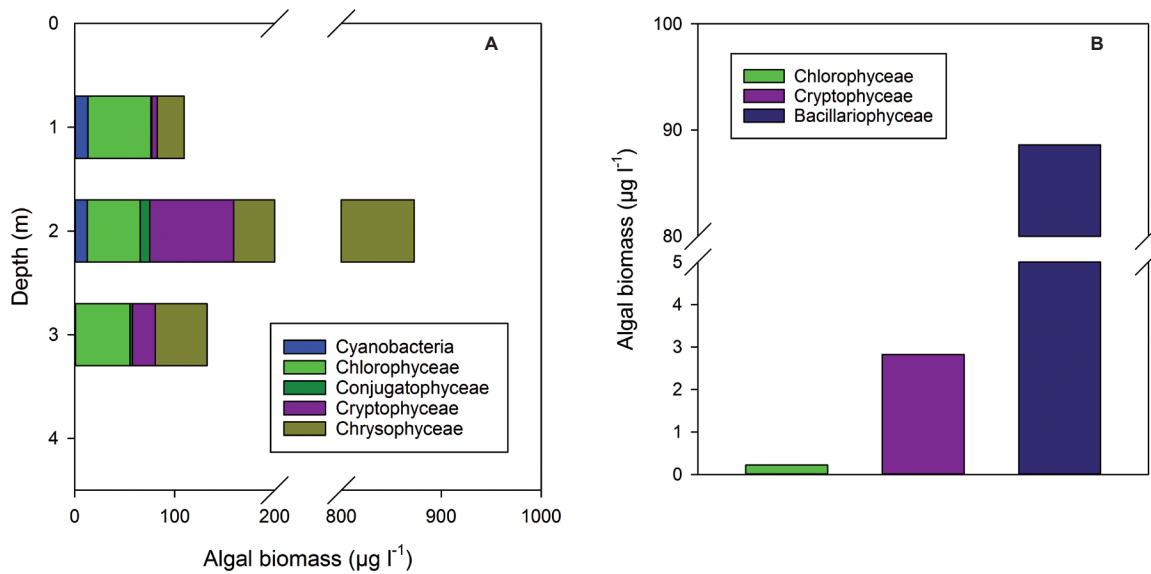 A
0
1
2
3
4
Depth (m)
Cyanobacteria
Chlorophyceae
Conjugatophyceae
Cryptophyceae
Chrysophyceae
0 100 200 800 900 1000
Algal biomass (µg l⁻¹)
B
100
90
80
5
4
3
2
1
0
Algal biomass (µg l⁻¹)
Chlorophyceae
Cryptophyceae
Bacillariophyceae